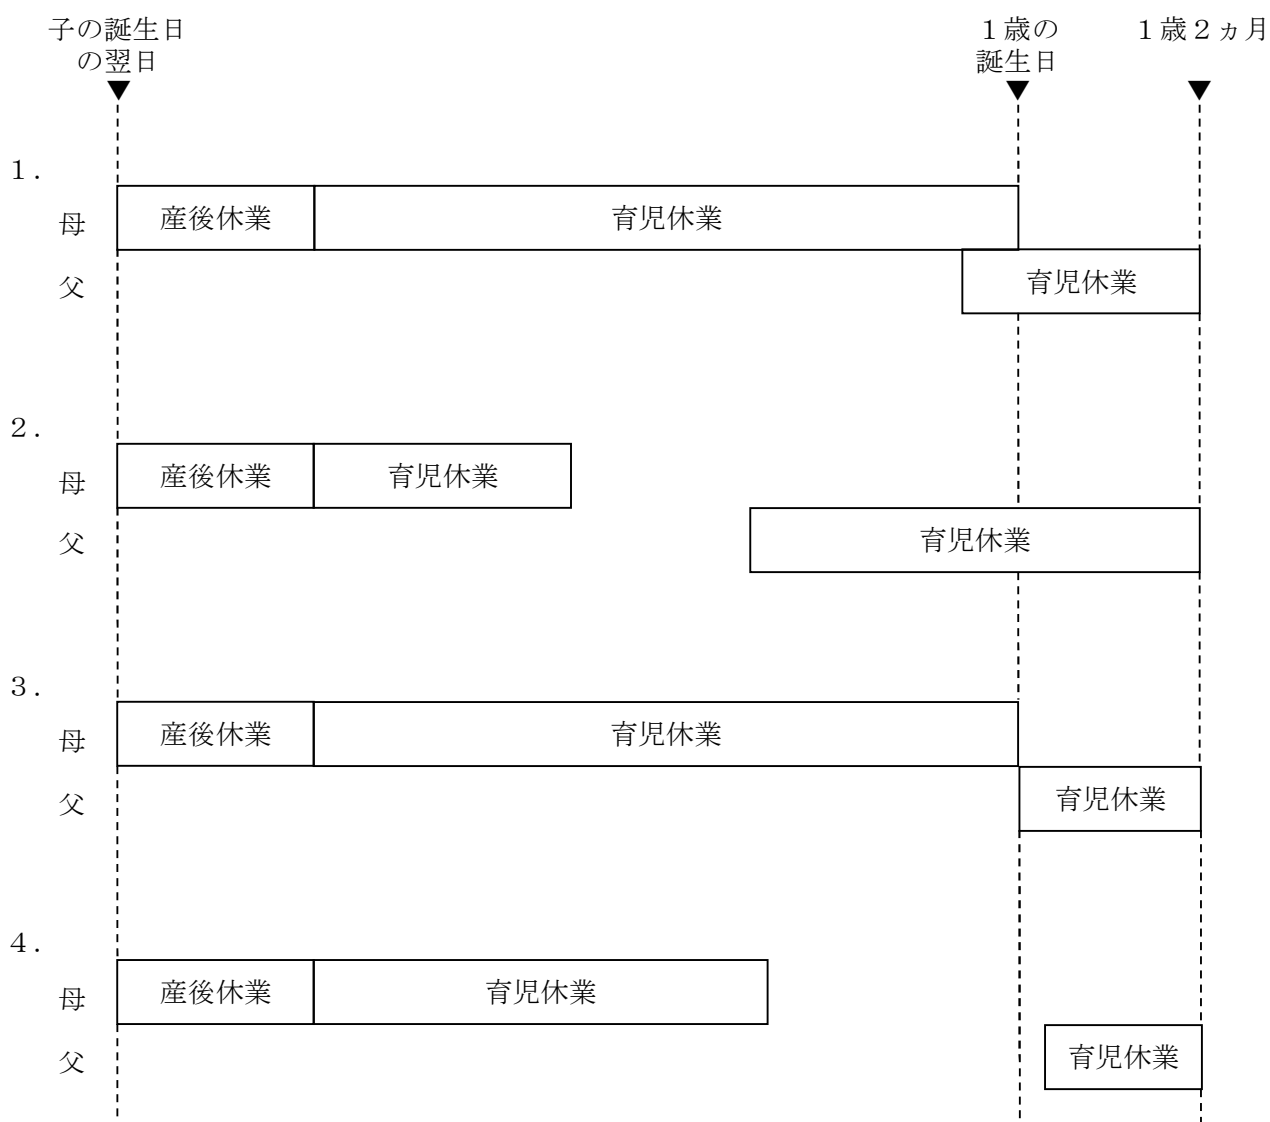 子の誕生日
の翌日
１歳の
誕生日
１歳２ヵ月
１．
母
産後休業
育児休業
父
育児休業
２．
母
産後休業
育児休業
父
育児休業
３．
母
産後休業
育児休業
父
育児休業
４．
母
産後休業
育児休業
父
育児休業